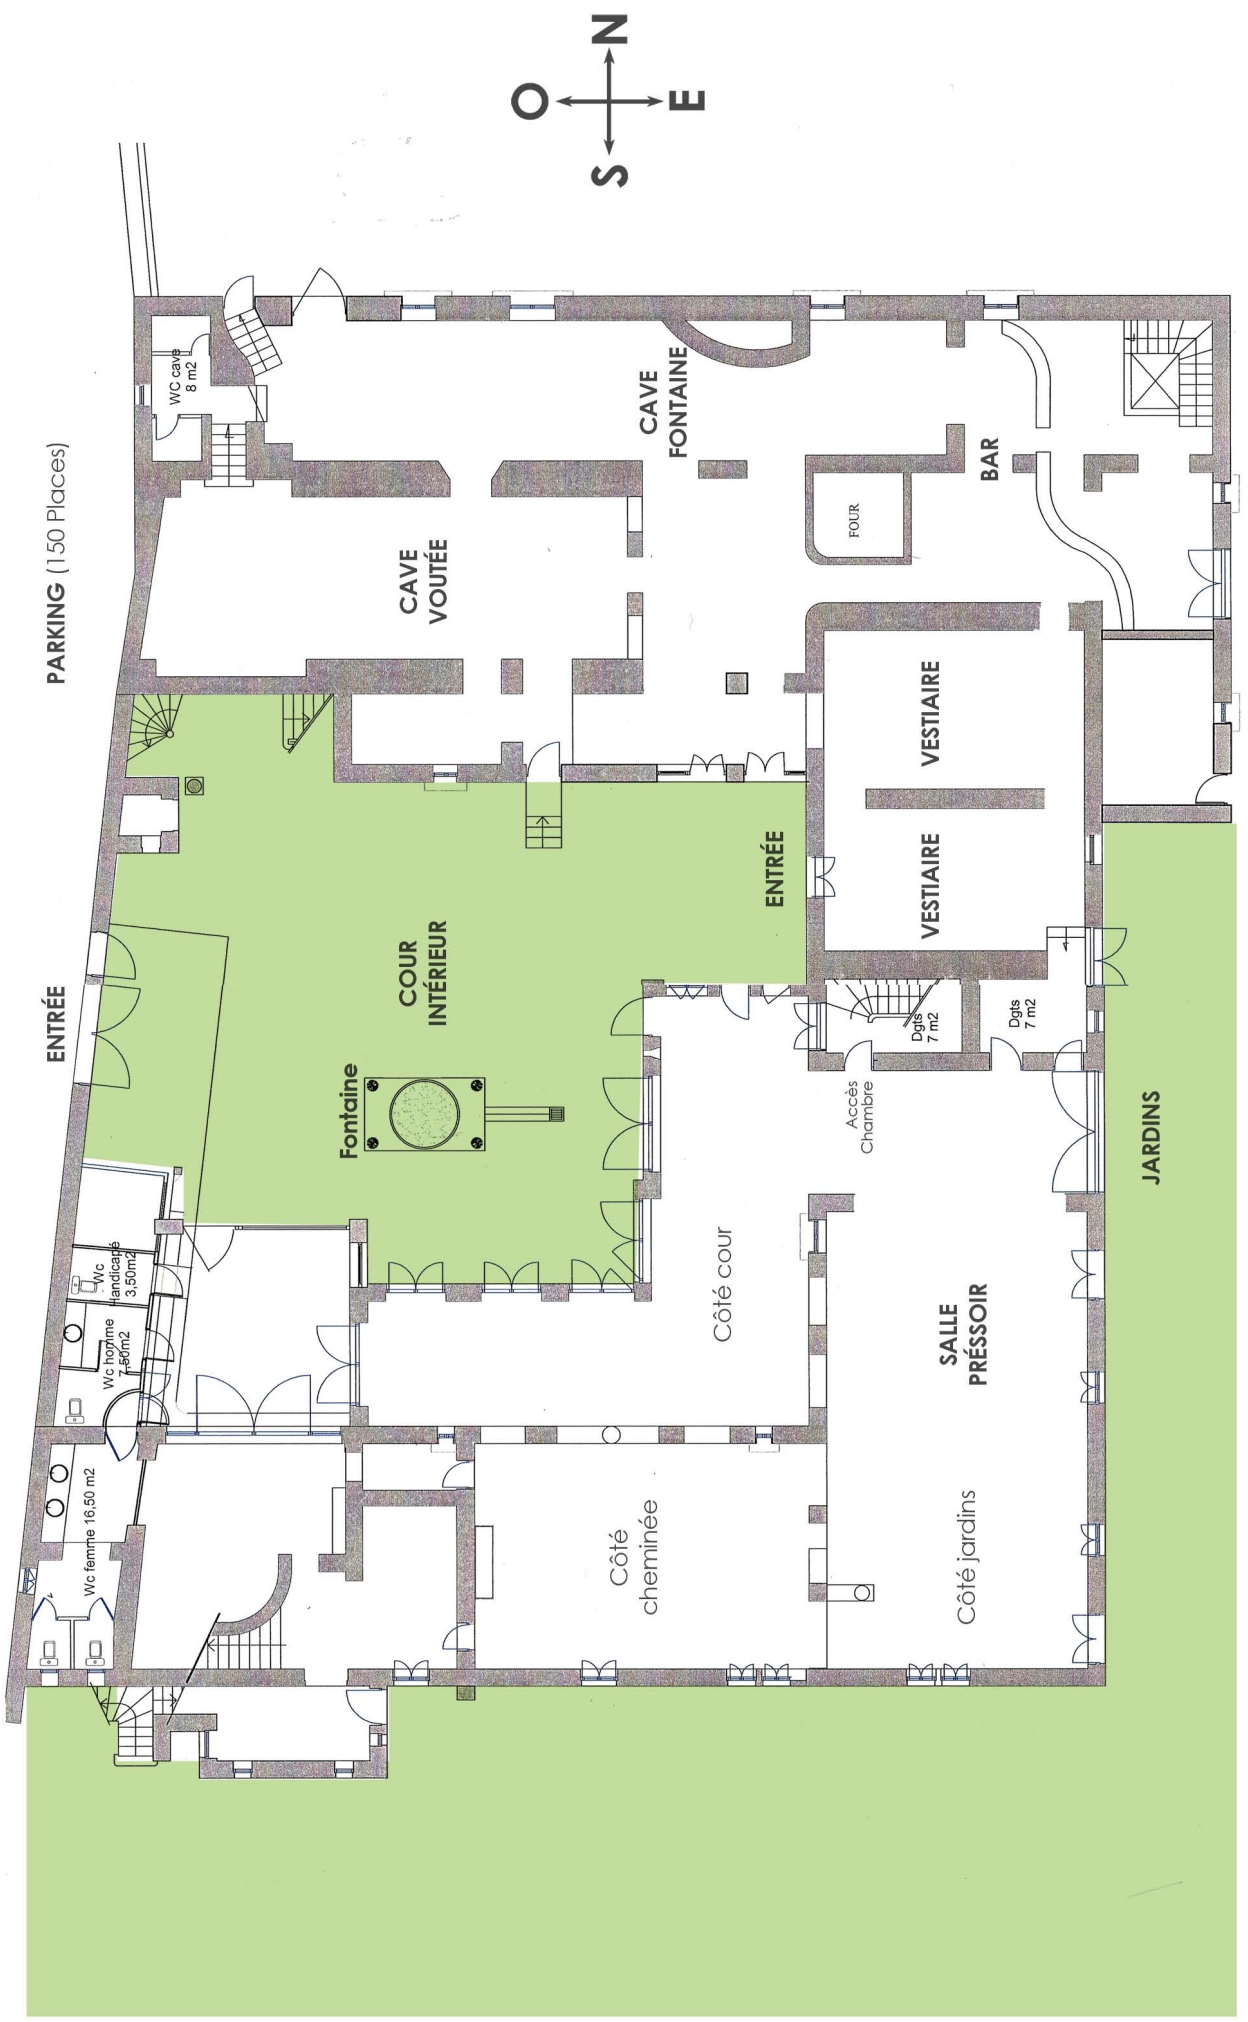 N
O
E
S
PARKING (150 Places)
WC cave
8 m2
CAVE
FONTAINE
BAR
FOUR
CAVE
VOUTÉE
VESTIAIRE
VESTIAIRE
ENTRÉE
COUR
INTÉRIEUR
ENTRÉE
Fontaine
Dgts
7 m2
Dgts
7 m2
Accès
Chambre
JARDINS
Wc
Handicapé
3,50m2
Wc homme
7,50m2
Wc femme 16,50 m2
Côté cour
SALLE
PRÉSSOIR
Côté
cheminée
Côté jardins